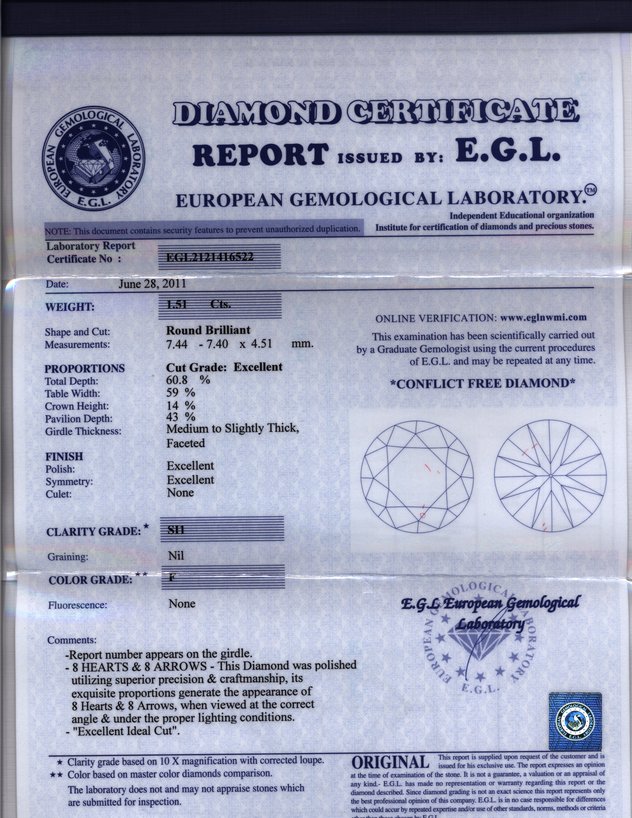 EUROPEAN GEMOLOGICAL LABORATORY
E.G.L.
DIAMOND CERTIFICATE
REPORT ISSUED BY: E.G.L.
EUROPEAN GEMOLOGICAL LABORATORY.™
Independent Educational organization
Institute for certification of diamonds and precious stones.
NOTE: This document contains security features to prevent unauthorized duplication.
Laboratory Report
Certificate No : EGL2121416522
Date: June 28, 2011
WEIGHT: 1.51 Cts.
Shape and Cut: Round Brilliant
Measurements: 7.44 - 7.40 x 4.51 mm.
PROPORTIONS Cut Grade: Excellent
Total Depth: 60.8 %
Table Width: 59 %
Crown Height: 14 %
Pavilion Depth: 43 %
Girdle Thickness: Medium to Slightly Thick,
Faceted
FINISH
Polish: Excellent
Symmetry: Excellent
Culet: None
CLARITY GRADE: * SI1
Graining: Nil
COLOR GRADE: ** F
Fluorescence: None
ONLINE VERIFICATION: www.eglnwmi.com
This examination has been scientifically carried out
by a Graduate Gemologist using the current procedures
of E.G.L. and may be repeated at any time.
*CONFLICT FREE DIAMOND*
E.G.L European Gemological
Laboratory
EUROPEAN GEMOLOGICAL LABORATORY
E.G.L.
Comments:
-Report number appears on the girdle.
- 8 HEARTS & 8 ARROWS - This Diamond was polished
utilizing superior precision & craftmanship, its
exquisite proportions generate the appearance of
8 Hearts & 8 Arrows, when viewed at the correct
angle & under the proper lighting conditions.
- "Excellent Ideal Cut".
★ Clarity grade based on 10 X magnification with corrected loupe.
★★ Color based on master color diamonds comparison.
The laboratory does not and may not appraise stones which
are submitted for inspection.
ORIGINAL This report is supplied upon request of the customer and is
issued for his exclusive use. The report expresses an opinion
at the time of examination of the stone. It is not a guarantee, a valuation or an appraisal of
any kind.- E.G.L. has made no representation or warranty regarding this report or the
diamond described. Since diamond grading is not an exact science this report represents only
the best professional opinion of this company. E.G.L. is in no case responsible for differences
which could occur by repeated expertise and/or use of other standards, norms, methods or criteria